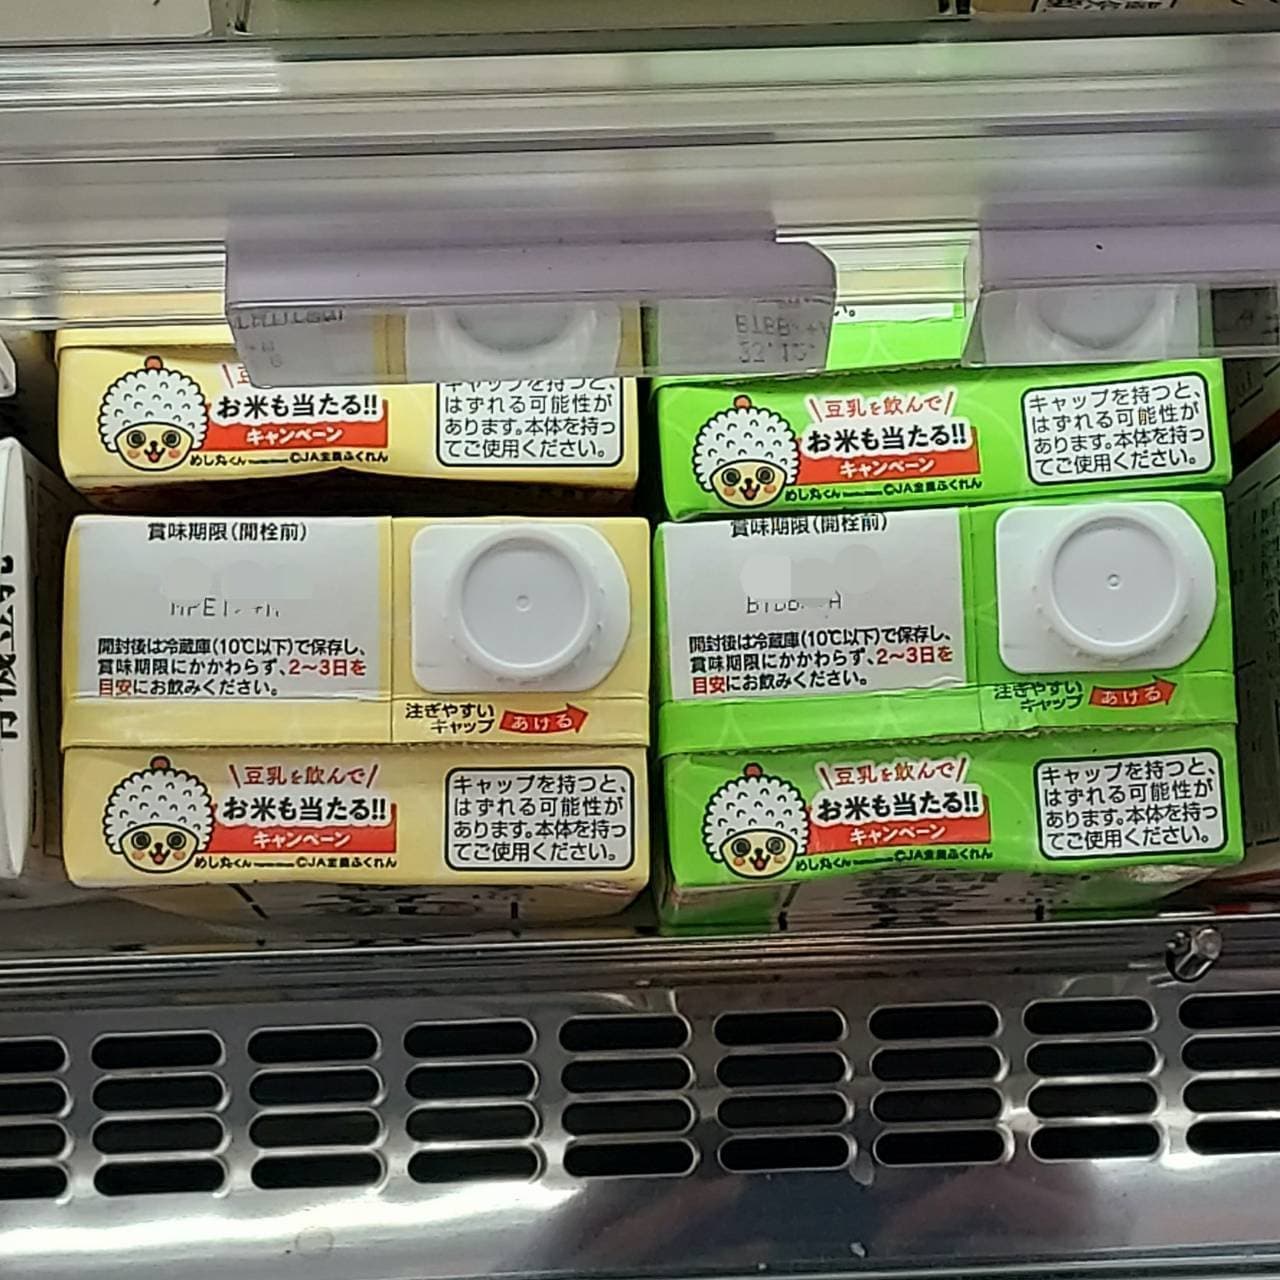 お米も当たる!!
キャンペーン
めし丸くん ©JA全農ふくれん
キャップを持つと、
はずれる可能性が
あります。本体を持っ
てご使用ください。
\豆乳を飲んで/
お米も当たる!!
キャンペーン
めし丸くん ©JA全農ふくれん
キャップを持つと、
はずれる可能性が
あります。本体を持っ
てご使用ください。
賞味期限(開栓前)
開封後は冷蔵庫(10℃以下)で保存し、
賞味期限にかかわらず、2〜3日を
目安にお飲みください。
注ぎやすい
キャップ
あける
賞味期限(開栓前)
開封後は冷蔵庫(10℃以下)で保存し、
賞味期限にかかわらず、2〜3日を
目安にお飲みください。
注ぎやすい
キャップ
あける
\豆乳を飲んで/
お米も当たる!!
キャンペーン
めし丸くん ©JA全農ふくれん
キャップを持つと、
はずれる可能性が
あります。本体を持っ
てご使用ください。
\豆乳を飲んで/
お米も当たる!!
キャンペーン
めし丸くん ©JA全農ふくれん
キャップを持つと、
はずれる可能性が
あります。本体を持っ
てご使用ください。